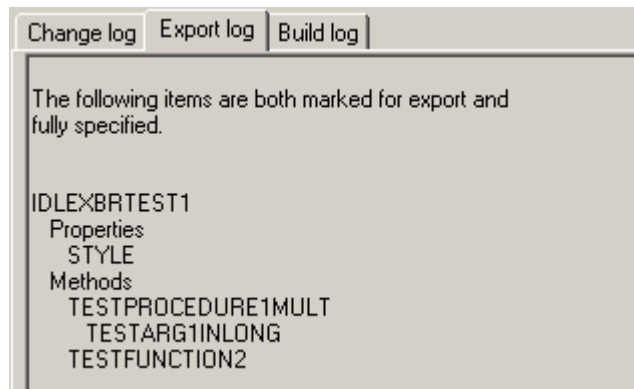 Change log Export log Build log
The following items are both marked for export and
fully specified.
IDLEXBRTEST1
Properties
STYLE
Methods
TESTPROCEDURE1MULT
TESTARG1INLONG
TESTFUNCTION2